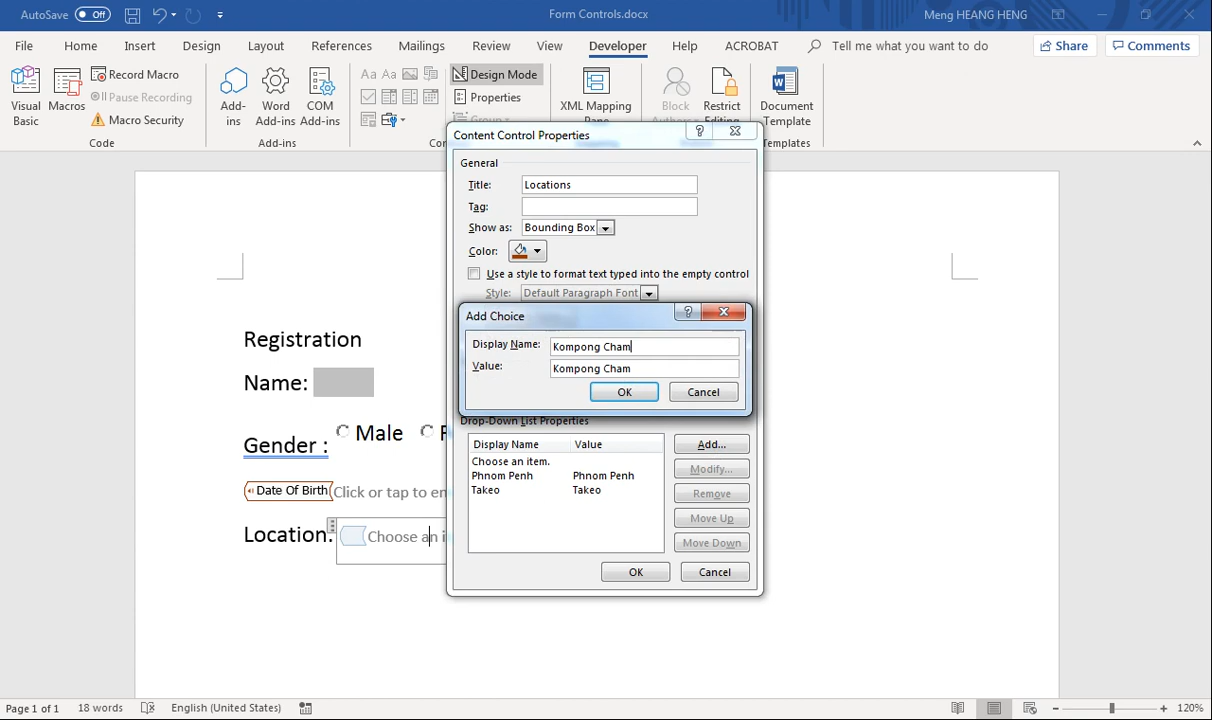 AutoSave Off Form Controls.docx Meng HEANG HENG
File Home Insert Design Layout References Mailings Review View Developer Help ACROBAT Tell me what you want to do Share Comments
Visual Basic
Macros
Record Macro
Pause Recording
Macro Security
Code
Add-ins
Word Add-ins
COM Add-ins
Add-ins
Aa Aa
Design Mode
Properties
Group
XML Mapping
Block
Restrict
Document Template
Templates
Content Control Properties
General
Title: Locations
Tag:
Show as: Bounding Box
Color:
Use a style to format text typed into the empty control
Style: Default Paragraph Font
Add Choice
Display Name: Kompong Cham
Value: Kompong Cham
OK Cancel
Drop-Down List Properties
Display Name Value
Choose an item.
Phnom Penh Phnom Penh
Takeo Takeo
Add...
Modify...
Remove
Move Up
Move Down
OK Cancel
Registration
Name:
Gender : Male
Date Of Birth Click or tap to en
Location: Choose an i
Page 1 of 1 18 words English (United States) 120%